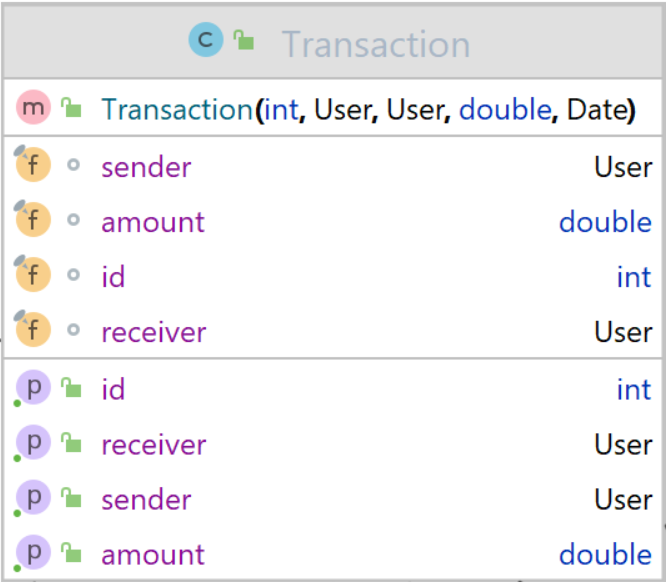 C Transaction
m Transaction(int, User, User, double, Date)
f sender User
f amount double
f id int
f receiver User
p id int
p receiver User
p sender User
p amount double